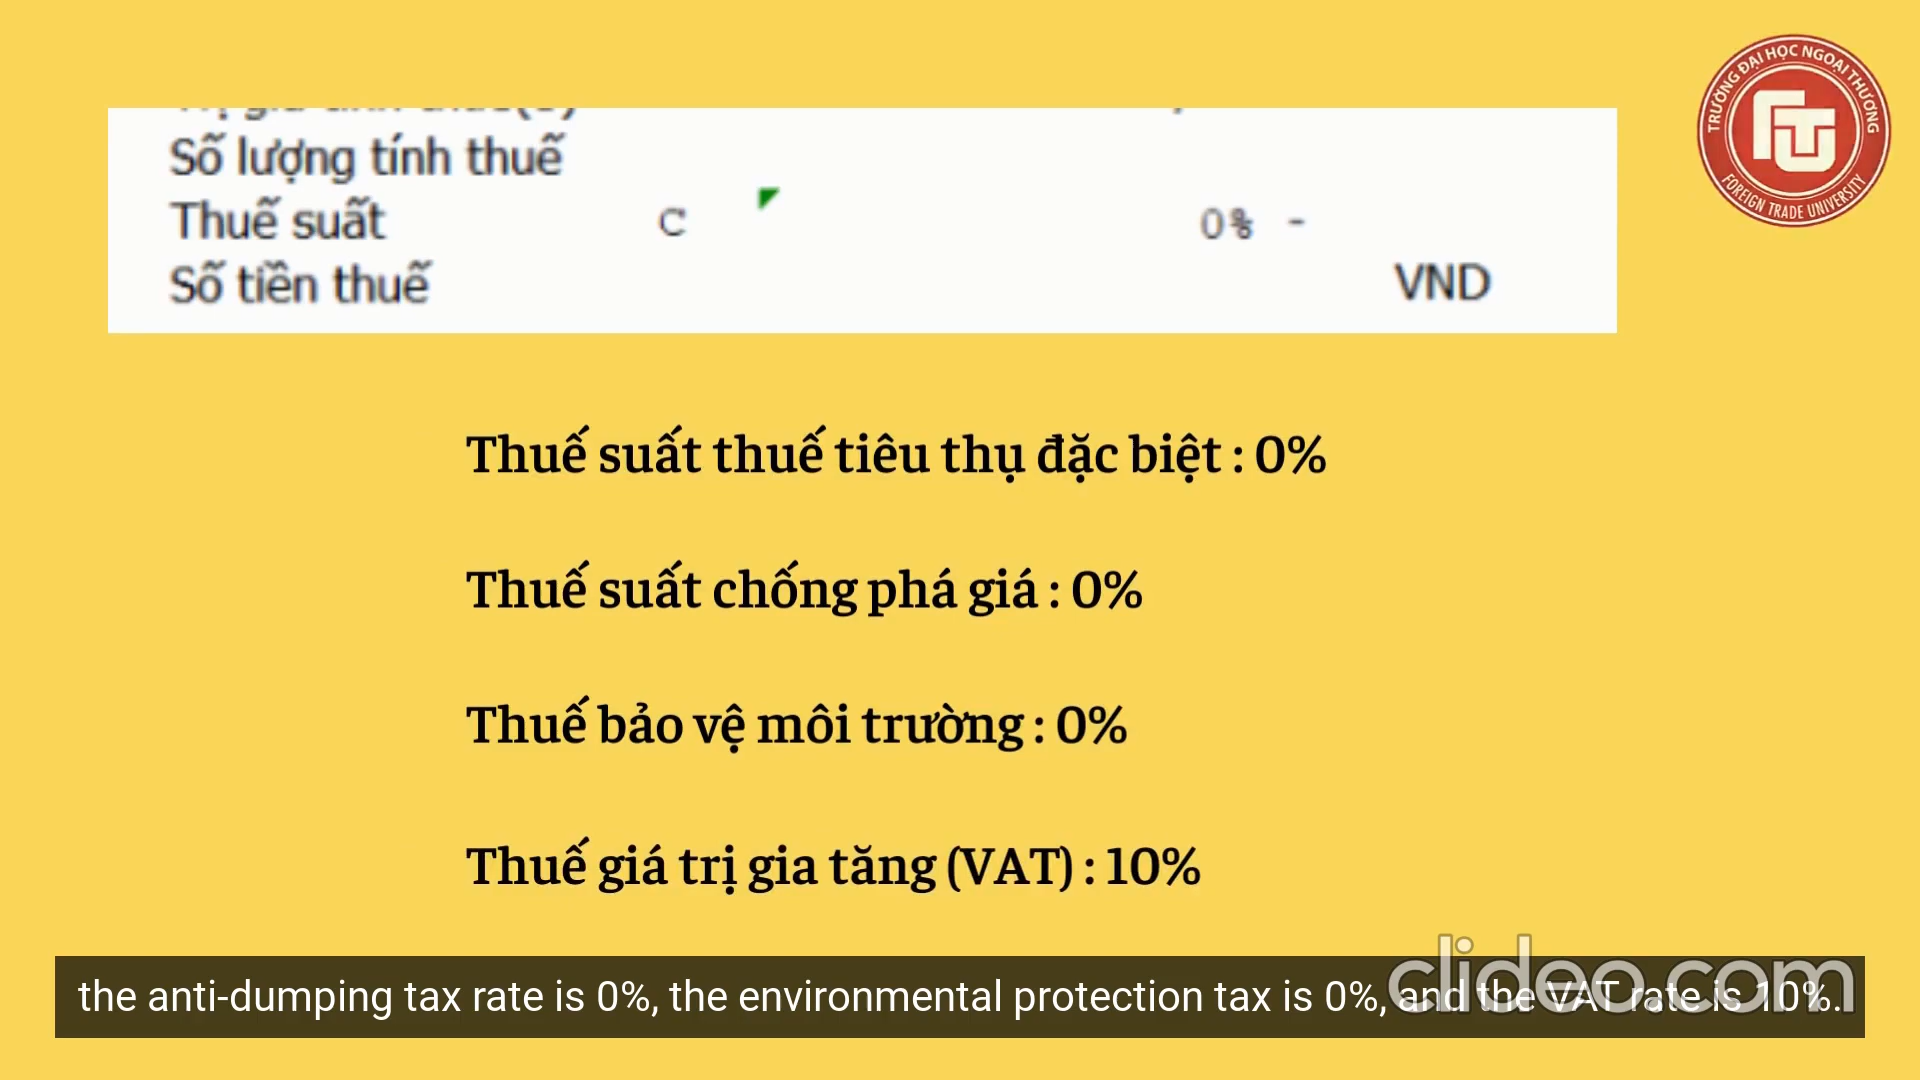 TRƯỜNG ĐẠI HỌC NGOẠI THƯƠNG
FTU
FOREIGN TRADE UNIVERSITY
Số lượng tính thuế
Thuế suất C 0% -
Số tiền thuế VND
Thuế suất thuế tiêu thụ đặc biệt : 0%
Thuế suất chống phá giá : 0%
Thuế bảo vệ môi trường : 0%
Thuế giá trị gia tăng (VAT) : 10%
the anti-dumping tax rate is 0%, the environmental protection tax is 0%, and the VAT rate is 10%.
clideo.com